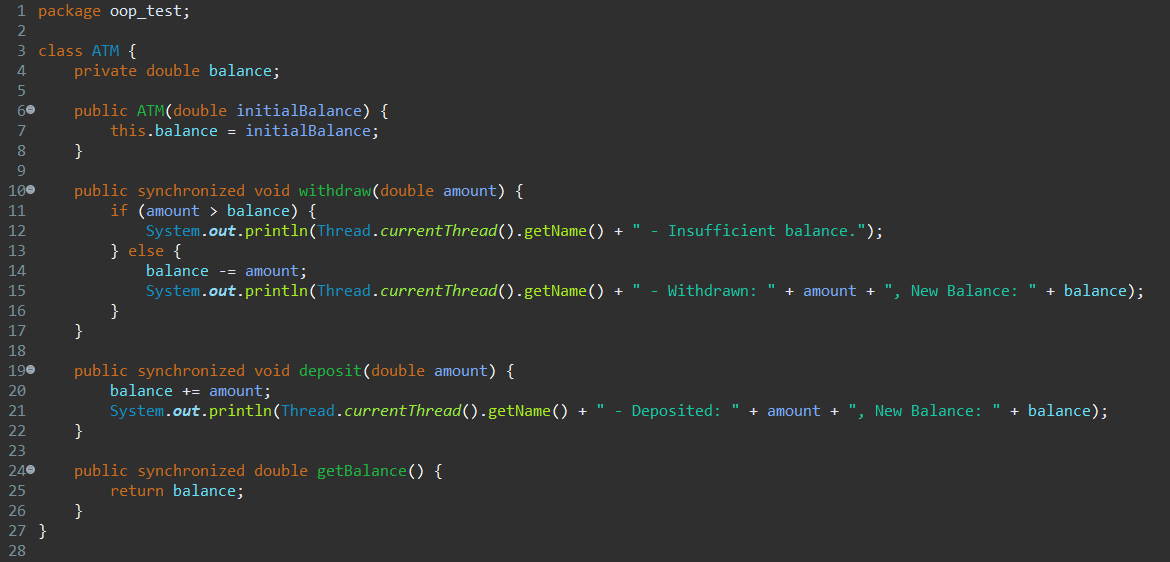 1 package oop_test;
2
3 class ATM {
4     private double balance;
5
6     public ATM(double initialBalance) {
7         this.balance = initialBalance;
8     }
9
10     public synchronized void withdraw(double amount) {
11         if (amount > balance) {
12             System.out.println(Thread.currentThread().getName() + " - Insufficient balance.");
13         } else {
14             balance -= amount;
15             System.out.println(Thread.currentThread().getName() + " - Withdrawn: " + amount + ", New Balance: " + balance);
16         }
17     }
18
19     public synchronized void deposit(double amount) {
20         balance += amount;
21         System.out.println(Thread.currentThread().getName() + " - Deposited: " + amount + ", New Balance: " + balance);
22     }
23
24     public synchronized double getBalance() {
25         return balance;
26     }
27 }
28